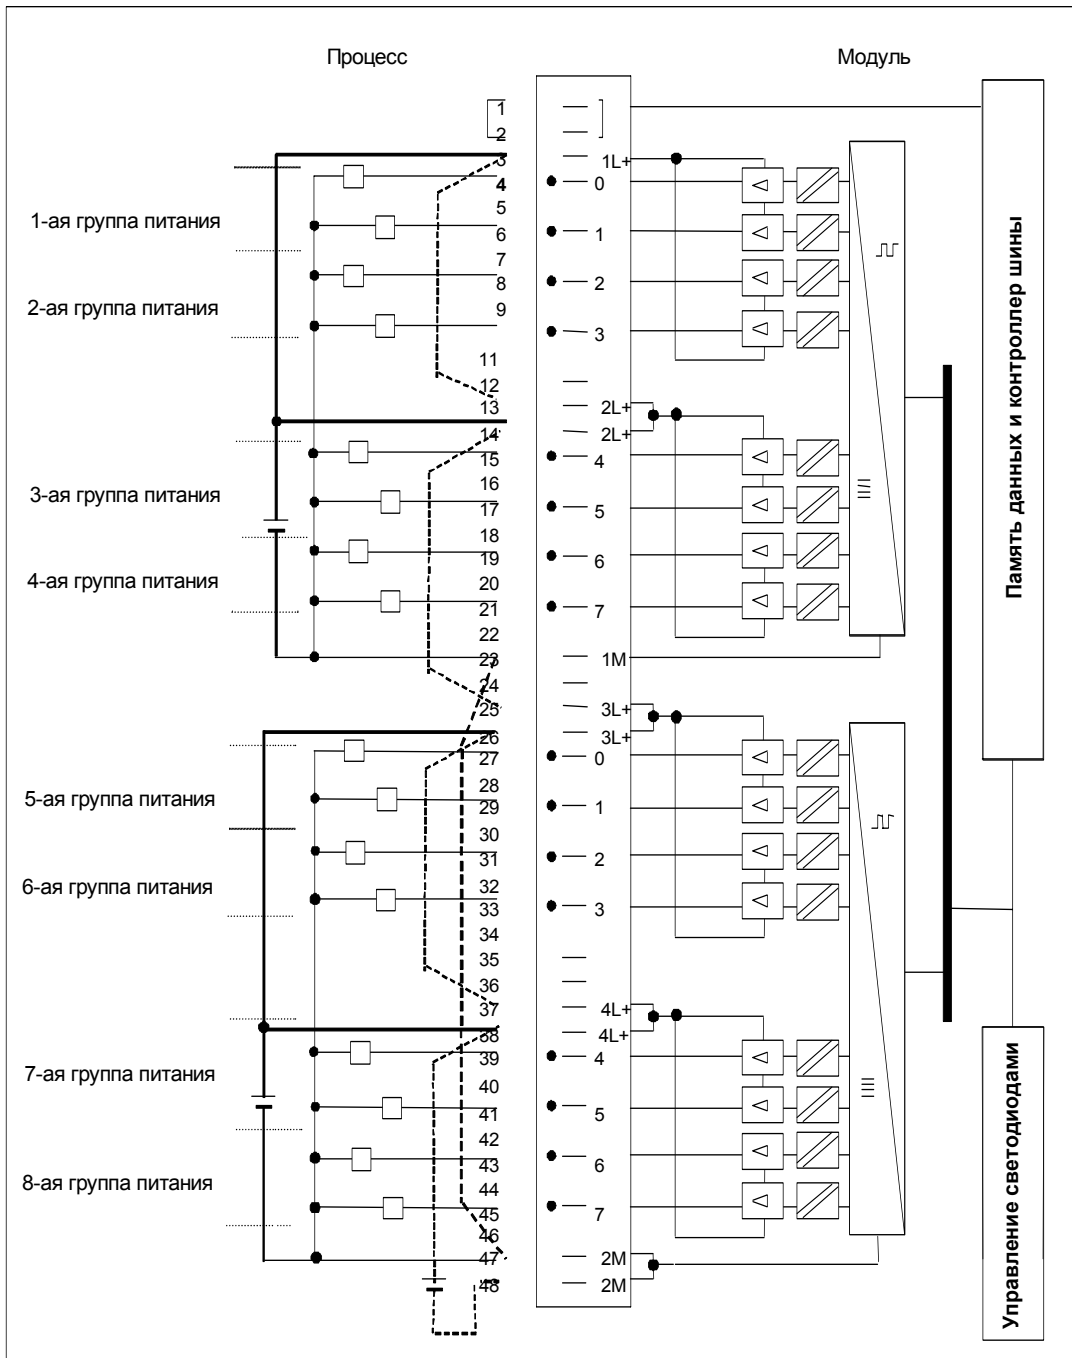 Процесс
Модуль
1
2
3
4
5
6
7
8
9
11
12
13
14
15
16
17
18
19
20
21
22
23
24
25
26
27
28
29
30
31
32
33
34
35
36
37
38
39
40
41
42
43
44
45
46
47
48
1-ая группа питания
2-ая группа питания
3-ая группа питания
4-ая группа питания
5-ая группа питания
6-ая группа питания
7-ая группа питания
8-ая группа питания
1L+
0
1
2
3
2L+
2L+
4
5
6
7
1M
3L+
3L+
0
1
2
3
4L+
4L+
4
5
6
7
2M
2M
Память данных и контроллер шины
Управление светодиодами